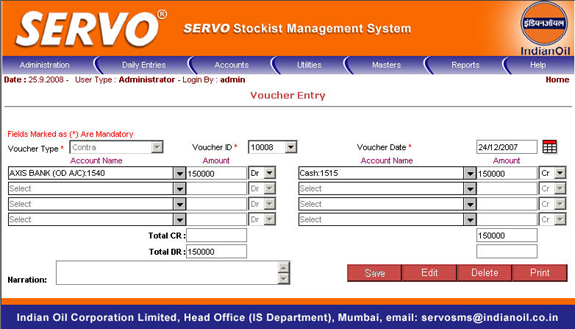 SERVO® SERVO Stockist Management System
इंडियनऑयल
IndianOil
Administration Daily Entries Accounts Utilities Masters Reports Help
Date : 25.9.2008 - User Type : Administrator - Login By : admin Home
Voucher Entry
Fields Marked as (*) Are Mandatory
Voucher Type * Contra Voucher ID * 10008 Voucher Date * 24/12/2007
Account Name Amount Account Name Amount
AXIS BANK (OD A/C):1540 150000 Dr Cash:1515 150000 Cr
Select Dr Select Cr
Select Dr Select Cr
Select Dr Select Cr
Total CR : 150000
Total DR : 150000
Narration: Save Edit Delete Print
Indian Oil Corporation Limited, Head Office (IS Department), Mumbai, email: servosms@indianoil.co.in